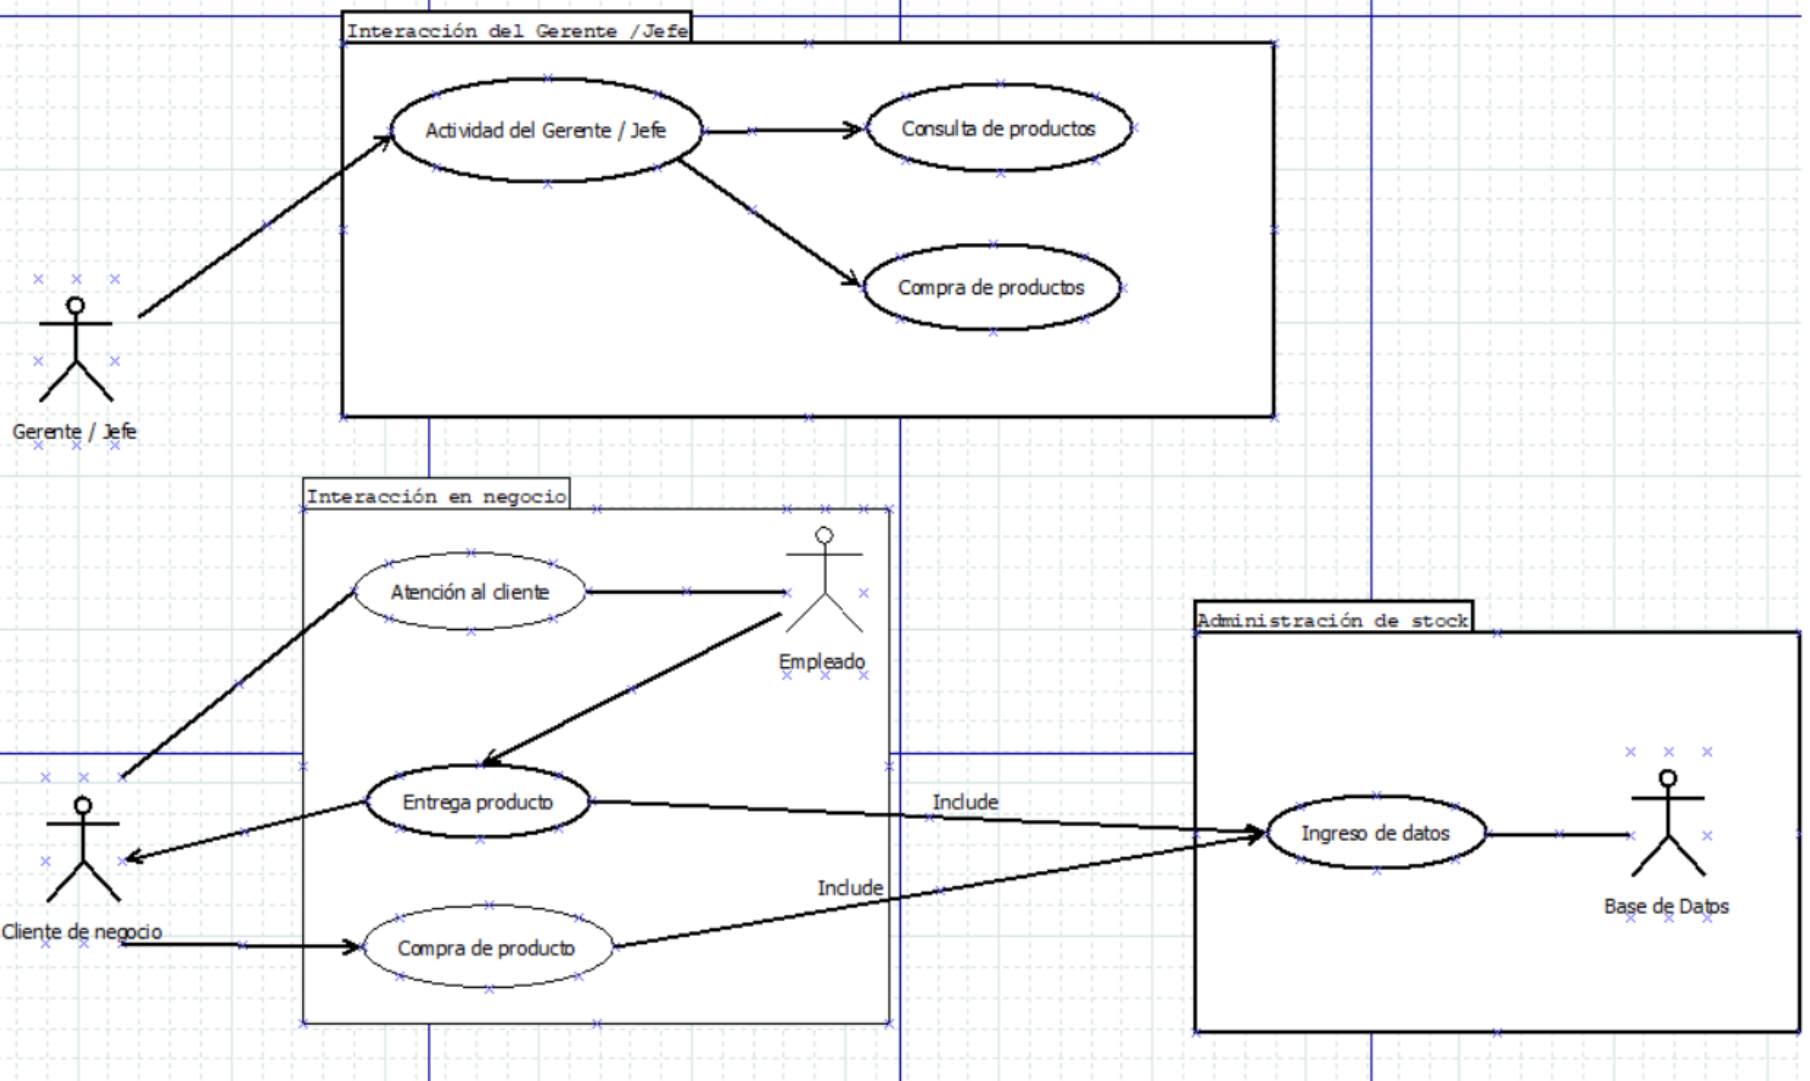 Interacción del Gerente /Jefe
Actividad del Gerente / Jefe
Consulta de productos
Compra de productos
Gerente / Jefe
Interacción en negocio
Atención al cliente
Empleado
Administración de stock
Entrega producto
Include
Ingreso de datos
Include
Base de Datos
Cliente de negocio
Compra de producto